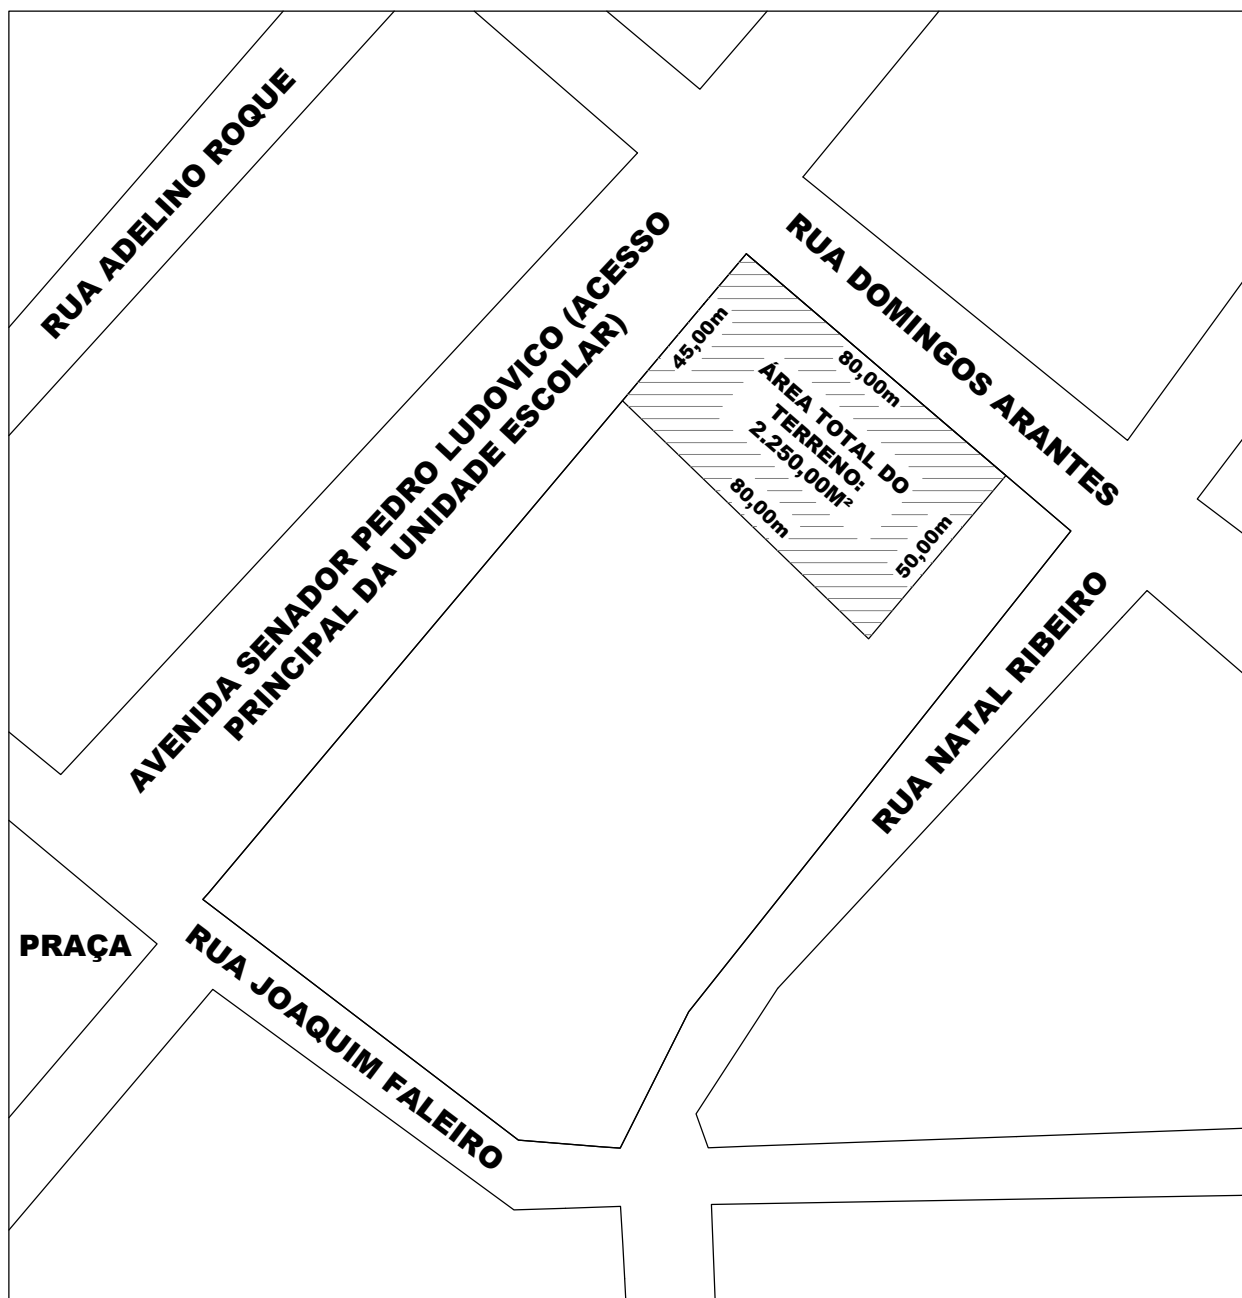 RUA ADELINO ROQUE
AVENIDA SENADOR PEDRO LUDOVICO (ACESSO
PRINCIPAL DA UNIDADE ESCOLAR)
RUA DOMINGOS ARANTES
45,00m
80,00m
ÁREA TOTAL DO
TERRENO:
2.250,00M²
80,00m
50,00m
RUA NATAL RIBEIRO
PRAÇA
RUA JOAQUIM FALEIRO